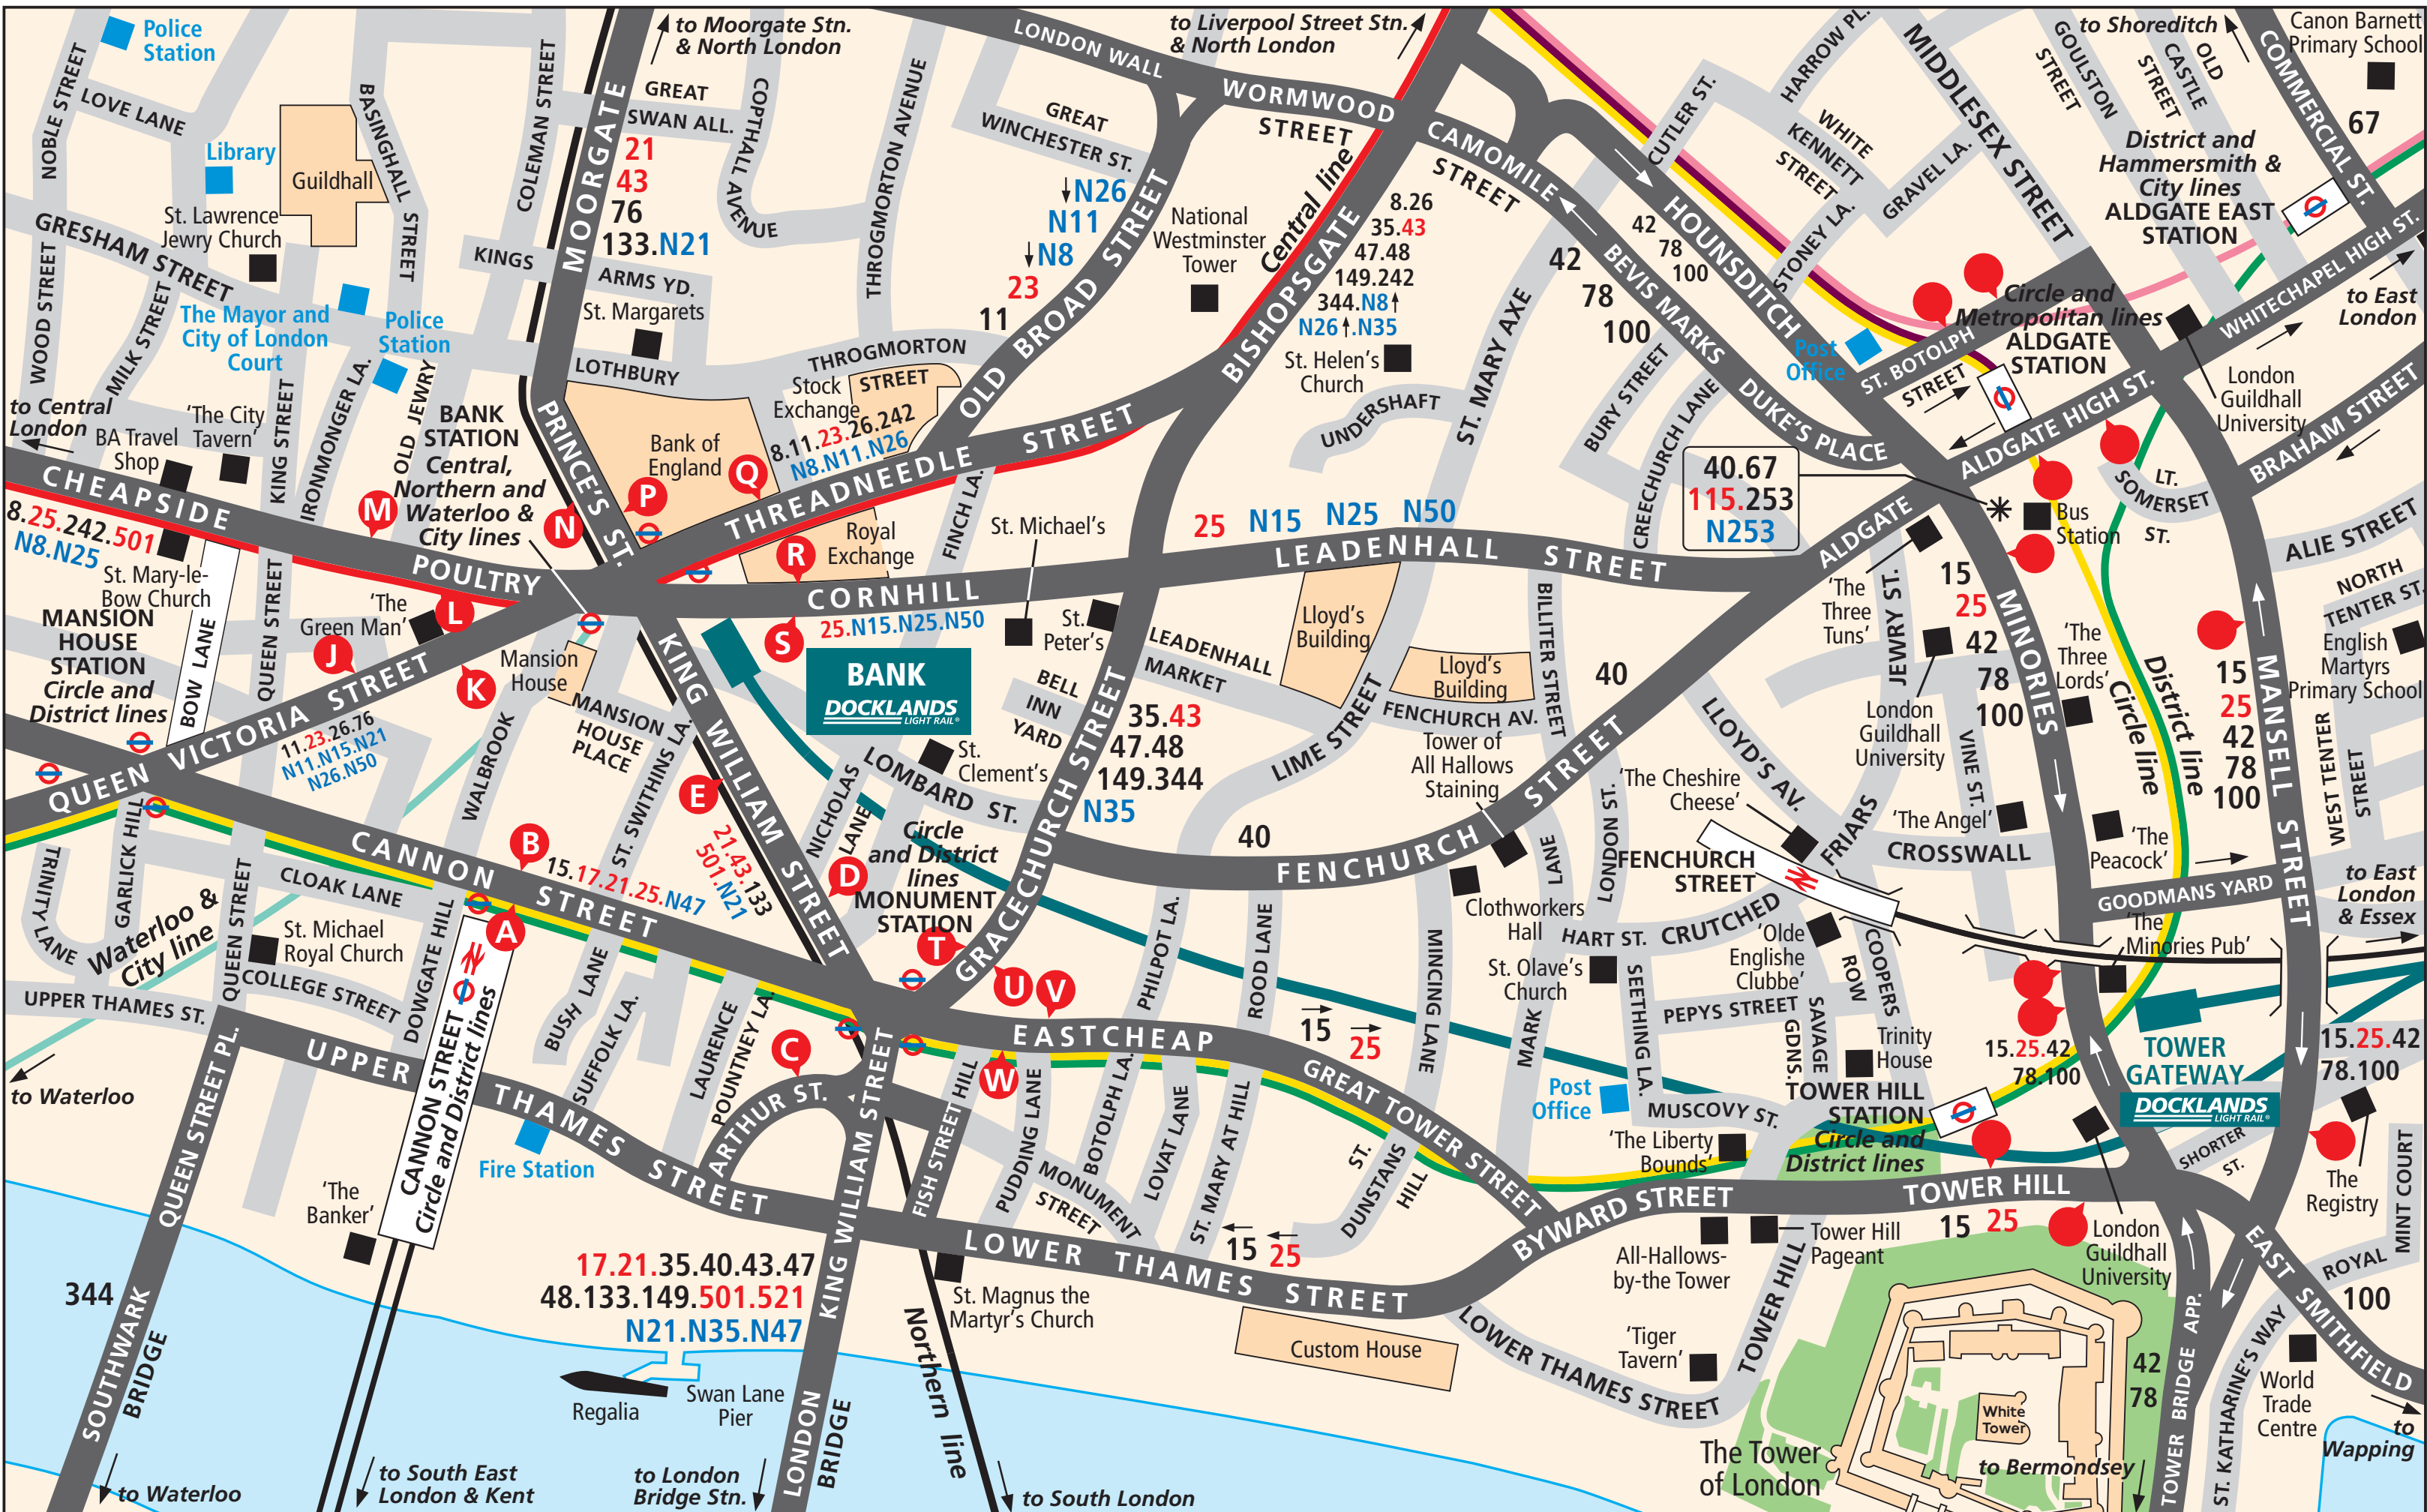 Police
Station
to Moorgate Stn.
& North London
LONDON WALL
to Liverpool Street Stn.
& North London
HARROW PL.
MIDDLESEX STREET
GOULSTON
STREET
to Shoreditch
OLD
CASTLE
STREET
COMMERCIAL ST.
Canon Barnett
Primary School
67
NOBLE STREET
LOVE LANE
BASINGHALL STREET
COLEMAN STREET
MOORGATE
GREAT
SWAN ALL.
COPTHALL AVENUE
THROGMORTON AVENUE
GREAT
WINCHESTER ST.
WORMWOOD
STREET
CAMOMILE
STREET
CUTLER ST.
WHITE
KENNETT
STREET
GRAVEL LA.
STONEY LA.
District and
Hammersmith &
City lines
ALDGATE EAST
STATION
Library
Guildhall
St. Lawrence
Jewry Church
GRESHAM STREET
WOOD STREET
MILK STREET
The Mayor and
City of London
Court
Police
Station
KINGS
ARMS YD.
21
43
76
133.N21
St. Margarets
LOTHBURY
THROGMORTON
STREET
Stock
Exchange
OLD BROAD STREET
N26
N11
N8
23
11
National
Westminster
Tower
Central line
BISHOPSGATE
8.26
35.43
47.48
149.242
344.N8
N26 .N35
St. Helen's
Church
UNDERSHAFT
ST. MARY AXE
42
78
100
BEVIS MARKS
42
78
100
HOUNSDITCH
BURY STREET
CREECHURCH LANE
DUKE'S PLACE
Post
Office
Circle and
Metropolitan lines
ALDGATE
STATION
ST. BOTOLPH
STREET
ALDGATE HIGH ST.
WHITECHAPEL HIGH ST.
to East
London
London
Guildhall
University
BRAHAM STREET
to Central
London
BA Travel
Shop
'The City
Tavern'
KING STREET
IRONMONGER LA.
OLD JEWRY
BANK
STATION
Central,
Northern and
Waterloo &
City lines
PRINCE'S ST.
Bank of
England
8.11.23.26.242
N8.N11.N26
THREADNEEDLE STREET
Royal
Exchange
FINCH LA.
St. Michael's
25 N15 N25 N50
LEADENHALL STREET
40.67
115.253
N253
ALDGATE
Bus
Station
LT.
SOMERSET
ST.
ALIE STREET
NORTH
TENTER ST.
CHEAPSIDE
8.25.242.501
N8.N25
St. Mary-le-
Bow Church
POULTRY
M
N
P
Q
R
S
L
J
K
CORNHILL
25.N15.N25.N50
MANSION
HOUSE
STATION
Circle and
District lines
BOW LANE
QUEEN STREET
'The
Green Man'
Mansion
House
MANSION
HOUSE
PLACE
KING WILLIAM STREET
BANK
DOCKLANDS
LIGHT RAIL®
St.
Peter's
LEADENHALL
MARKET
BELL
INN
YARD
Lloyd's
Building
Lloyd's
Building
LIME STREET
FENCHURCH AV.
BILLITER STREET
40
'The
Three
Tuns'
JEWRY ST.
15
25
42
78
100
MINORIES
'The
Three
Lords'
London
Guildhall
University
LLOYD'S AV.
VINE ST.
Circle line
District line
15
25
42
78
100
MANSELL STREET
English
Martyrs
Primary School
WEST TENTER
STREET
QUEEN VICTORIA STREET
11.23.26.76
N11.N15.N21
N26.N50
WALBROOK
ST. SWITHINS LA.
E
21.43.133
501.N21
NICHOLAS
LANE
LOMBARD ST.
St.
Clement's
GRACECHURCH STREET
35.43
47.48
149.344
N35
Tower of
All Hallows
Staining
FENCHURCH STREET
40
'The Cheshire
Cheese'
'The Angel'
'The
Peacock'
FRIARS
CROSSWALL
GOODMANS YARD
to East
London
& Essex
TRINITY LANE
GARLICK HILL
CANNON STREET
CLOAK LANE
B
15.17.21.25.N47
A
D
Circle
and District
lines
MONUMENT
STATION
T
U
V
Waterloo &
City line
St. Michael
Royal Church
QUEEN STREET
COLLEGE STREET
DOWGATE HILL
UPPER THAMES ST.
BUSH LANE
SUFFOLK LA.
LAURENCE
POUNTNEY LA.
C
PHILPOT LA.
ROOD LANE
MINCING LANE
Clothworkers
Hall
MARK LANE
LONDON ST.
FENCHURCH
STREET
HART ST.
CRUTCHED
St. Olave's
Church
SEETHING LA.
'Olde
Englishe
Clubbe'
COOPERS
ROW
PEPYS STREET
SAVAGE
GDNS.
Trinity
House
'The
Minories Pub'
15.25.42
78.100
TOWER
GATEWAY
DOCKLANDS
LIGHT RAIL®
15.25.42
78.100
to Waterloo
UPPER THAMES STREET
CANNON STREET
Circle and District lines
QUEEN STREET PL.
Fire Station
ARTHUR ST.
KING WILLIAM STREET
FISH STREET HILL
W
EASTCHEAP
PUDDING LANE
BOTOLPH LA.
LOVAT LANE
ST. MARY AT HILL
MONUMENT
STREET
15
25
GREAT TOWER STREET
ST.
DUNSTANS
HILL
Post
Office
MUSCOVY ST.
'The Liberty
Bounds'
TOWER HILL
STATION
Circle and
District lines
SHORTER
ST.
The
Registry
MINT COURT
ROYAL
'The
Banker'
344
SOUTHWARK
BRIDGE
17.21.35.40.43.47
48.133.149.501.521
N21.N35.N47
LOWER THAMES STREET
15 25
St. Magnus the
Martyr's Church
Custom House
BYWARD STREET
TOWER HILL
15 25
All-Hallows-
by-the Tower
Tower Hill
Pageant
London
Guildhall
University
EAST SMITHFIELD
100
Regalia
Swan Lane
Pier
LONDON
BRIDGE
Northern line
LOWER THAMES STREET
'Tiger
Tavern'
TOWER HILL
White
Tower
The Tower
of London
42
78
TOWER BRIDGE APP.
ST. KATHARINE'S WAY
World
Trade
Centre
to
Wapping
to Waterloo
to South East
London & Kent
to London
Bridge Stn.
to South London
to Bermondsey